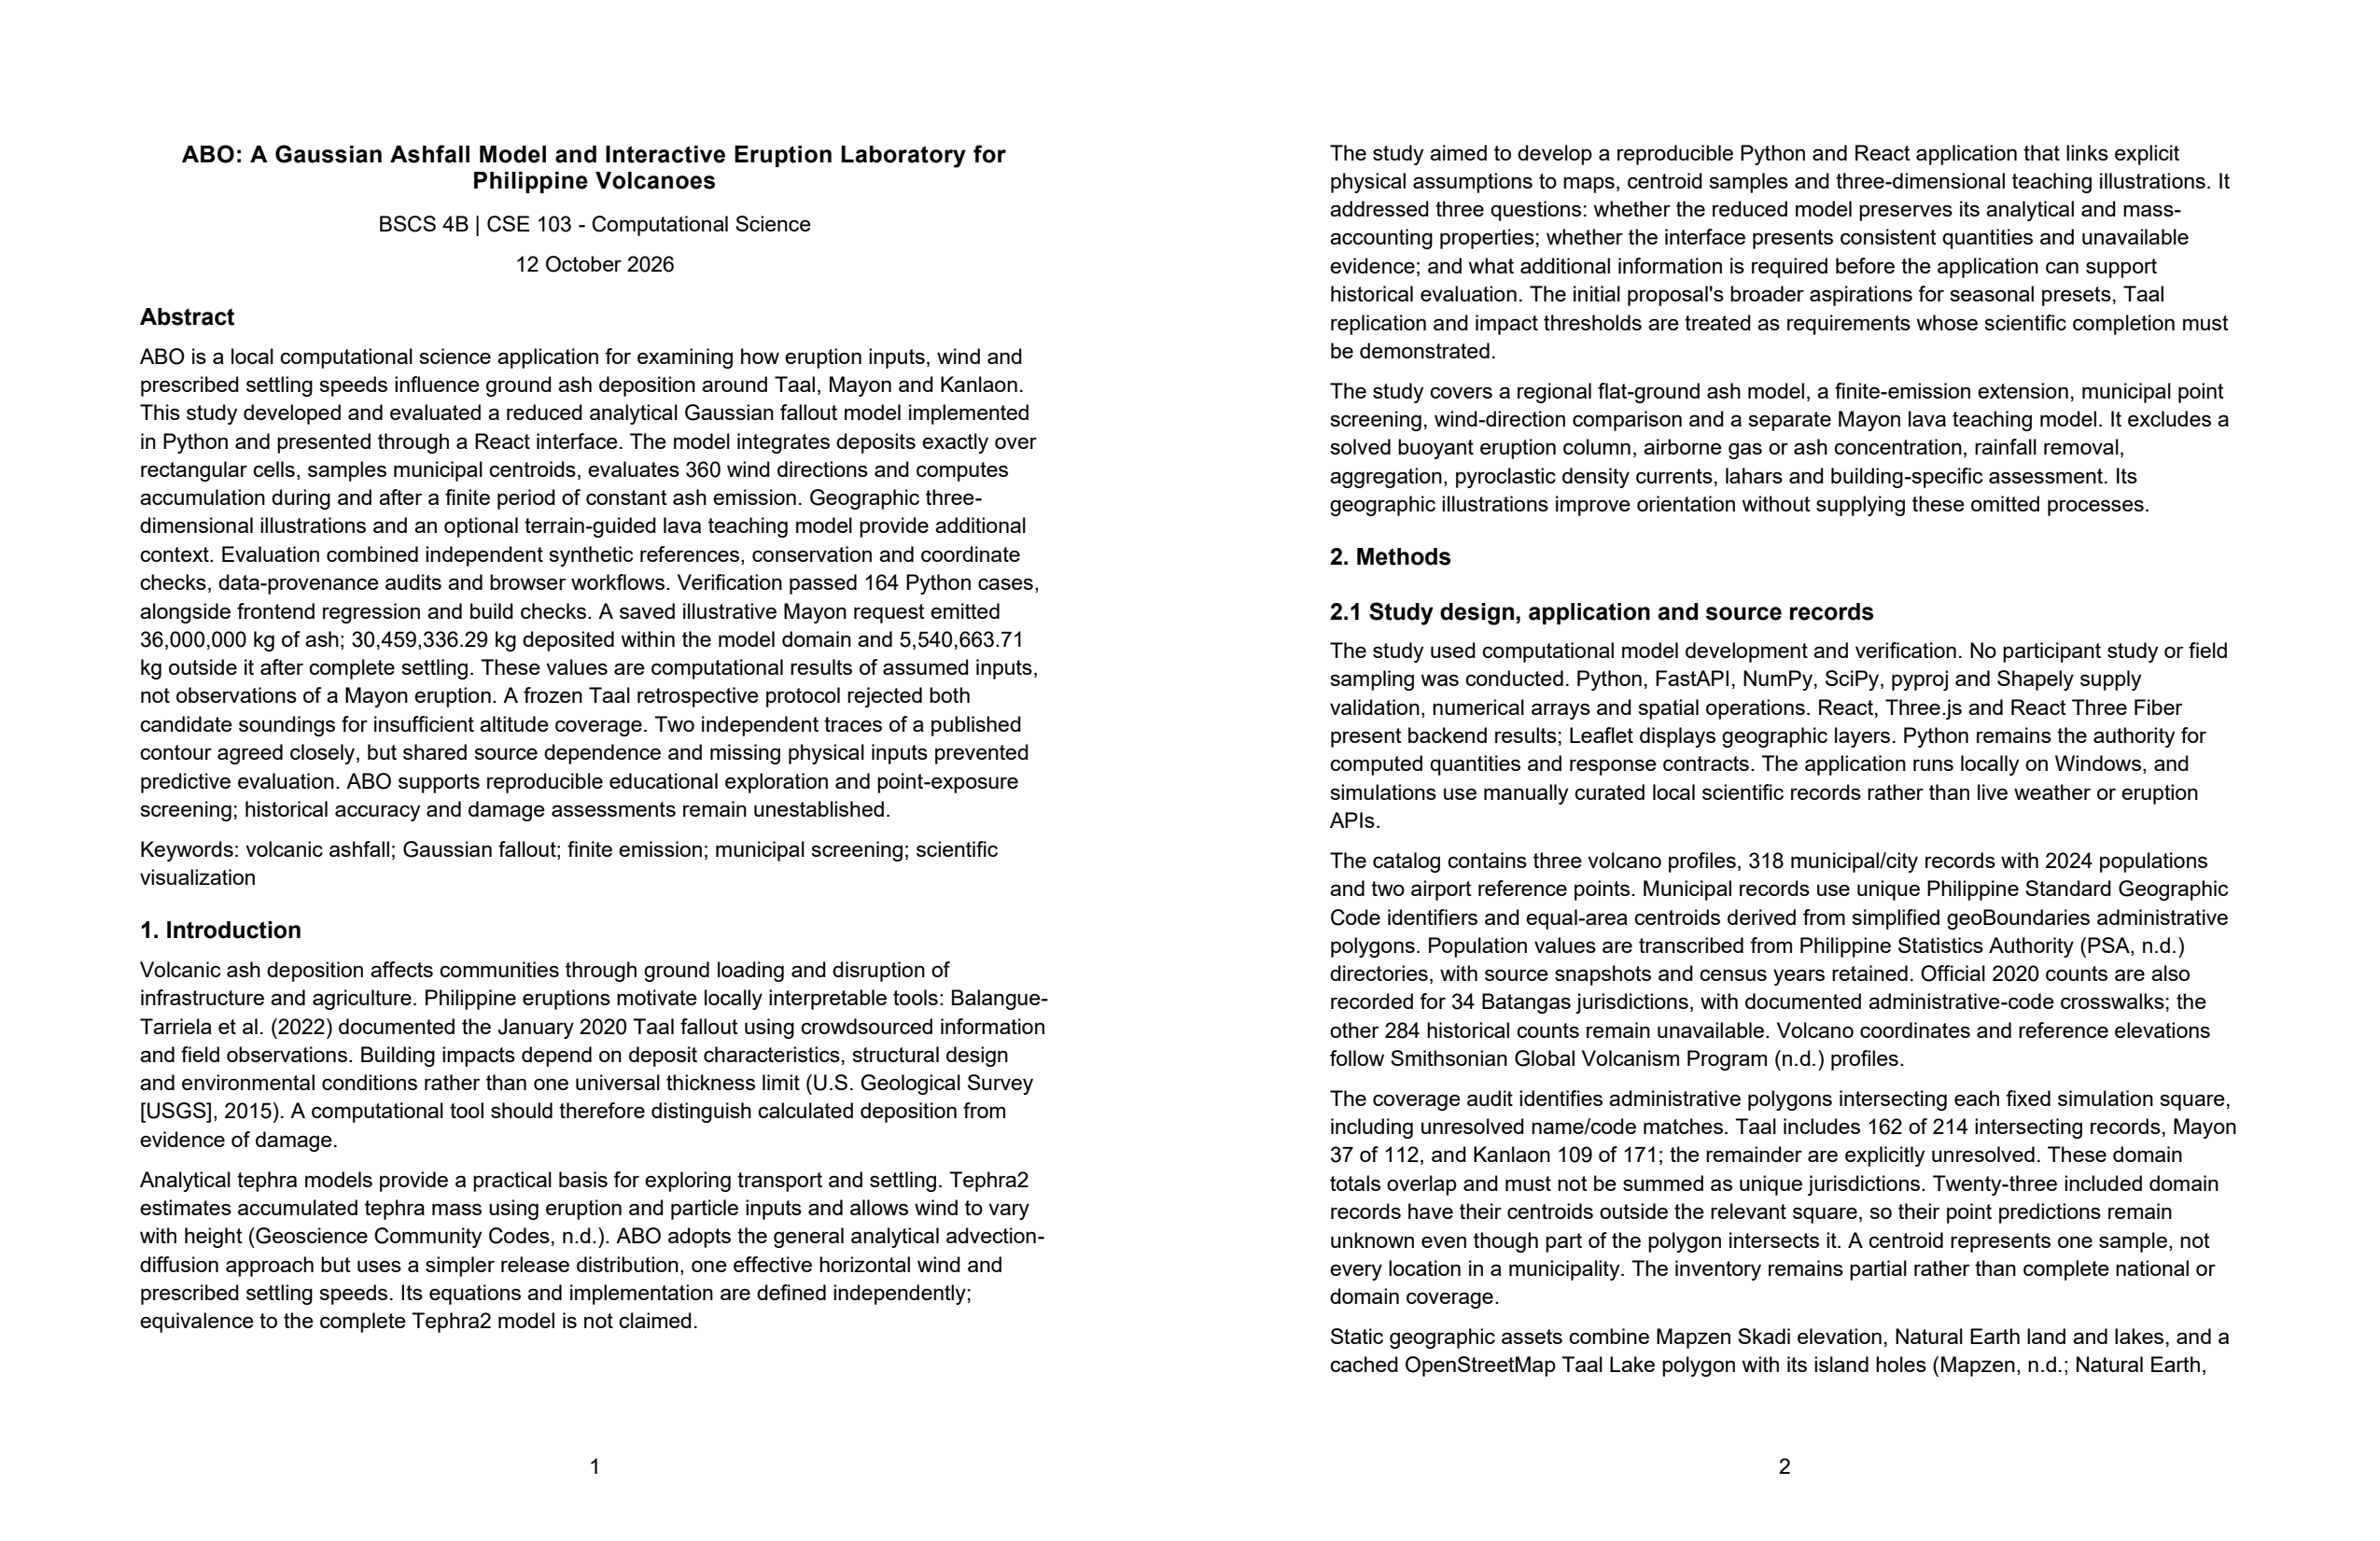 ABO: A Gaussian Ashfall Model and Interactive Eruption Laboratory for
Philippine Volcanoes
BSCS 4B | CSE 103 - Computational Science
12 October 2026
Abstract
ABO is a local computational science application for examining how eruption inputs, wind and
prescribed settling speeds influence ground ash deposition around Taal, Mayon and Kanlaon.
This study developed and evaluated a reduced analytical Gaussian fallout model implemented
in Python and presented through a React interface. The model integrates deposits exactly over
rectangular cells, samples municipal centroids, evaluates 360 wind directions and computes
accumulation during and after a finite period of constant ash emission. Geographic three-
dimensional illustrations and an optional terrain-guided lava teaching model provide additional
context. Evaluation combined independent synthetic references, conservation and coordinate
checks, data-provenance audits and browser workflows. Verification passed 164 Python cases,
alongside frontend regression and build checks. A saved illustrative Mayon request emitted
36,000,000 kg of ash; 30,459,336.29 kg deposited within the model domain and 5,540,663.71
kg outside it after complete settling. These values are computational results of assumed inputs,
not observations of a Mayon eruption. A frozen Taal retrospective protocol rejected both
candidate soundings for insufficient altitude coverage. Two independent traces of a published
contour agreed closely, but shared source dependence and missing physical inputs prevented
predictive evaluation. ABO supports reproducible educational exploration and point-exposure
screening; historical accuracy and damage assessments remain unestablished.
Keywords: volcanic ashfall; Gaussian fallout; finite emission; municipal screening; scientific
visualization
1. Introduction
Volcanic ash deposition affects communities through ground loading and disruption of
infrastructure and agriculture. Philippine eruptions motivate locally interpretable tools: Balangue-
Tarriela et al. (2022) documented the January 2020 Taal fallout using crowdsourced information
and field observations. Building impacts depend on deposit characteristics, structural design
and environmental conditions rather than one universal thickness limit (U.S. Geological Survey
[USGS], 2015). A computational tool should therefore distinguish calculated deposition from
evidence of damage.
Analytical tephra models provide a practical basis for exploring transport and settling. Tephra2
estimates accumulated tephra mass using eruption and particle inputs and allows wind to vary
with height (Geoscience Community Codes, n.d.). ABO adopts the general analytical advection-
diffusion approach but uses a simpler release distribution, one effective horizontal wind and
prescribed settling speeds. Its equations and implementation are defined independently;
equivalence to the complete Tephra2 model is not claimed.
1
The study aimed to develop a reproducible Python and React application that links explicit
physical assumptions to maps, centroid samples and three-dimensional teaching illustrations. It
addressed three questions: whether the reduced model preserves its analytical and mass-
accounting properties; whether the interface presents consistent quantities and unavailable
evidence; and what additional information is required before the application can support
historical evaluation. The initial proposal's broader aspirations for seasonal presets, Taal
replication and impact thresholds are treated as requirements whose scientific completion must
be demonstrated.
The study covers a regional flat-ground ash model, a finite-emission extension, municipal point
screening, wind-direction comparison and a separate Mayon lava teaching model. It excludes a
solved buoyant eruption column, airborne gas or ash concentration, rainfall removal,
aggregation, pyroclastic density currents, lahars and building-specific assessment. Its
geographic illustrations improve orientation without supplying these omitted processes.
2. Methods
2.1 Study design, application and source records
The study used computational model development and verification. No participant study or field
sampling was conducted. Python, FastAPI, NumPy, SciPy, pyproj and Shapely supply
validation, numerical arrays and spatial operations. React, Three.js and React Three Fiber
present backend results; Leaflet displays geographic layers. Python remains the authority for
computed quantities and response contracts. The application runs locally on Windows, and
simulations use manually curated local scientific records rather than live weather or eruption
APIs.
The catalog contains three volcano profiles, 318 municipal/city records with 2024 populations
and two airport reference points. Municipal records use unique Philippine Standard Geographic
Code identifiers and equal-area centroids derived from simplified geoBoundaries administrative
polygons. Population values are transcribed from Philippine Statistics Authority (PSA, n.d.)
directories, with source snapshots and census years retained. Official 2020 counts are also
recorded for 34 Batangas jurisdictions, with documented administrative-code crosswalks; the
other 284 historical counts remain unavailable. Volcano coordinates and reference elevations
follow Smithsonian Global Volcanism Program (n.d.) profiles.
The coverage audit identifies administrative polygons intersecting each fixed simulation square,
including unresolved name/code matches. Taal includes 162 of 214 intersecting records, Mayon
37 of 112, and Kanlaon 109 of 171; the remainder are explicitly unresolved. These domain
totals overlap and must not be summed as unique jurisdictions. Twenty-three included domain
records have their centroids outside the relevant square, so their point predictions remain
unknown even though part of the polygon intersects it. A centroid represents one sample, not
every location in a municipality. The inventory remains partial rather than complete national or
domain coverage.
Static geographic assets combine Mapzen Skadi elevation, Natural Earth land and lakes, and a
cached OpenStreetMap Taal Lake polygon with its island holes (Mapzen, n.d.; Natural Earth,
2